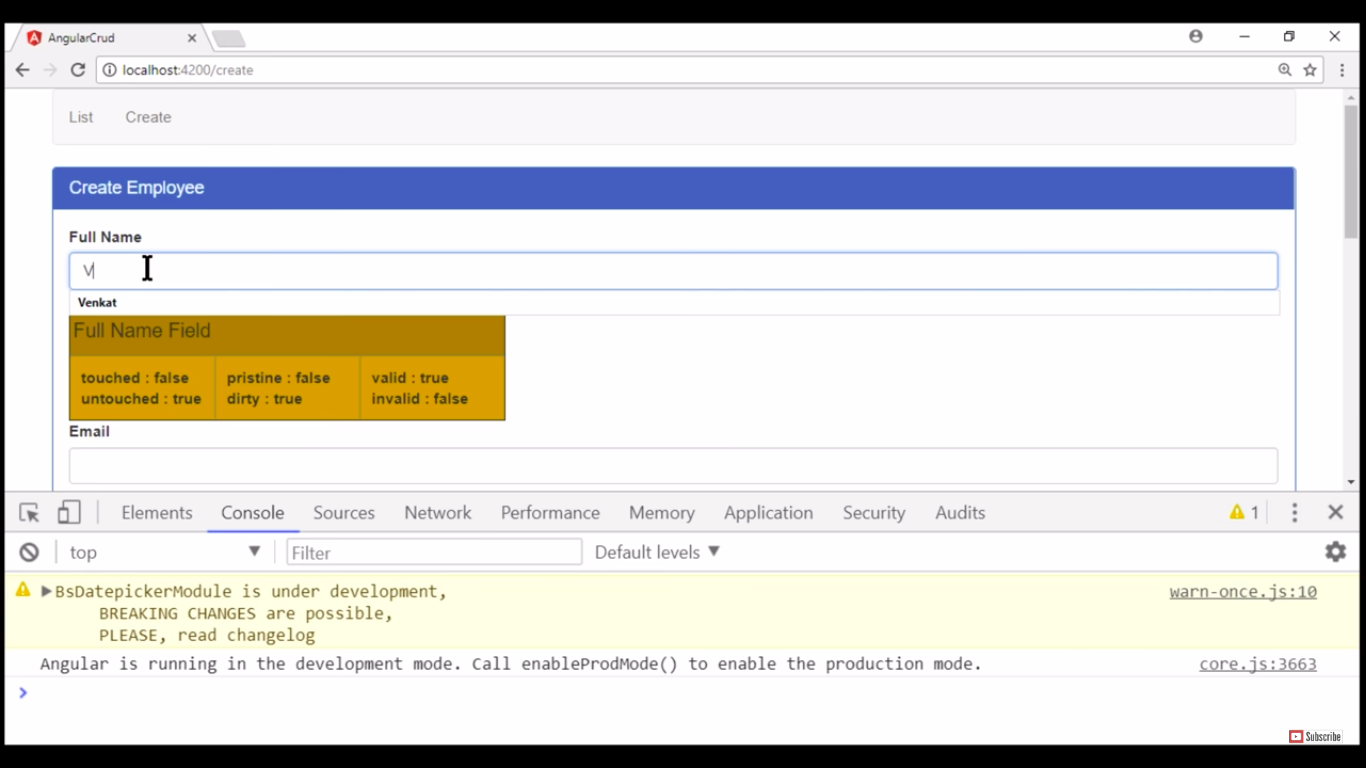 AngularCrud
localhost:4200/create
List Create
Create Employee
Full Name
V
Venkat
Full Name Field
touched : false pristine : false valid : true
untouched : true dirty : true invalid : false
Email
Elements Console Sources Network Performance Memory Application Security Audits 1
top Filter Default levels
BsDatepickerModule is under development, warn-once.js:10
BREAKING CHANGES are possible,
PLEASE, read changelog
Angular is running in the development mode. Call enableProdMode() to enable the production mode. core.js:3663
Subscribe